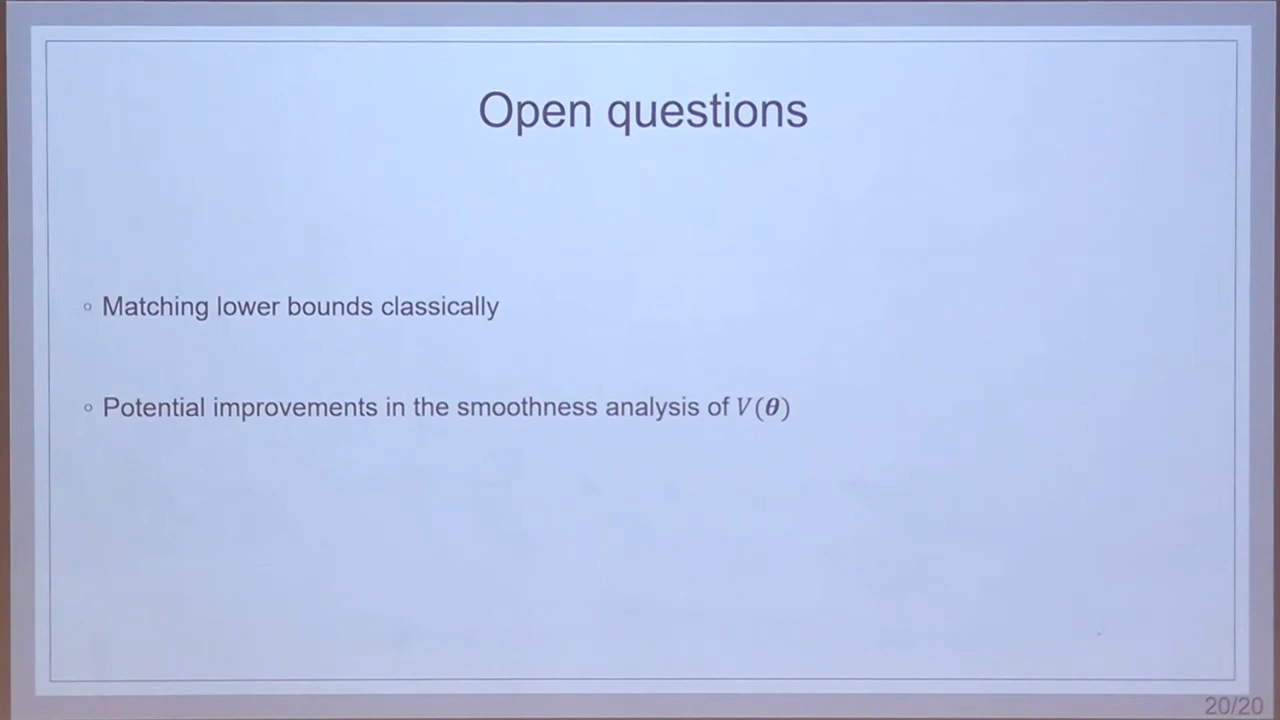 Open questions
◦ Matching lower bounds classically
◦ Potential improvements in the smoothness analysis of V(θ)
20/20